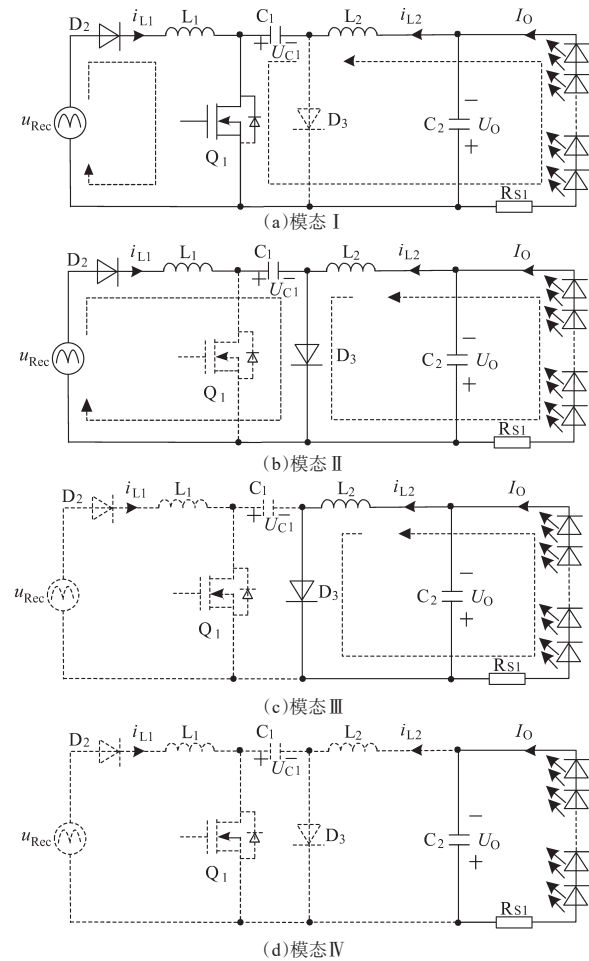 D2 iL1 L1 C1 L2 iL2 IO
+ UC1 −
uRec Q1 D3 C2 − UO +
RS1
(a)模态Ⅰ
D2 iL1 L1 C1 L2 iL2 IO
+ UC1 −
uRec Q1 D3 C2 − UO +
RS1
(b)模态Ⅱ
D2 iL1 L1 C1 L2 iL2 IO
+ UC1 −
uRec Q1 D3 C2 − UO +
RS1
(c)模态Ⅲ
D2 iL1 L1 C1 L2 iL2 IO
+ UC1 −
uRec Q1 D3 C2 − UO +
RS1
(d)模态Ⅳ